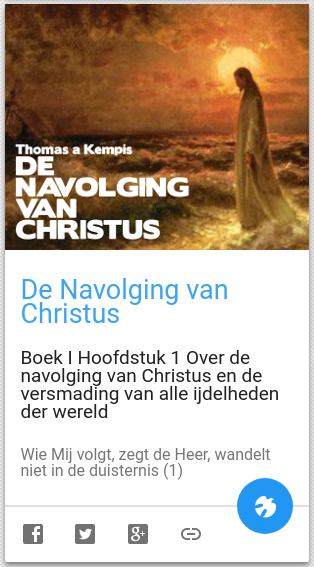 Thomas a Kempis
DE
NAVOLGING
VAN
CHRISTUS
De Navolging van
Christus
Boek I Hoofdstuk 1 Over de
navolging van Christus en de
versmading van alle ijdelheden
der wereld
Wie Mij volgt, zegt de Heer, wandelt
niet in de duisternis (1)